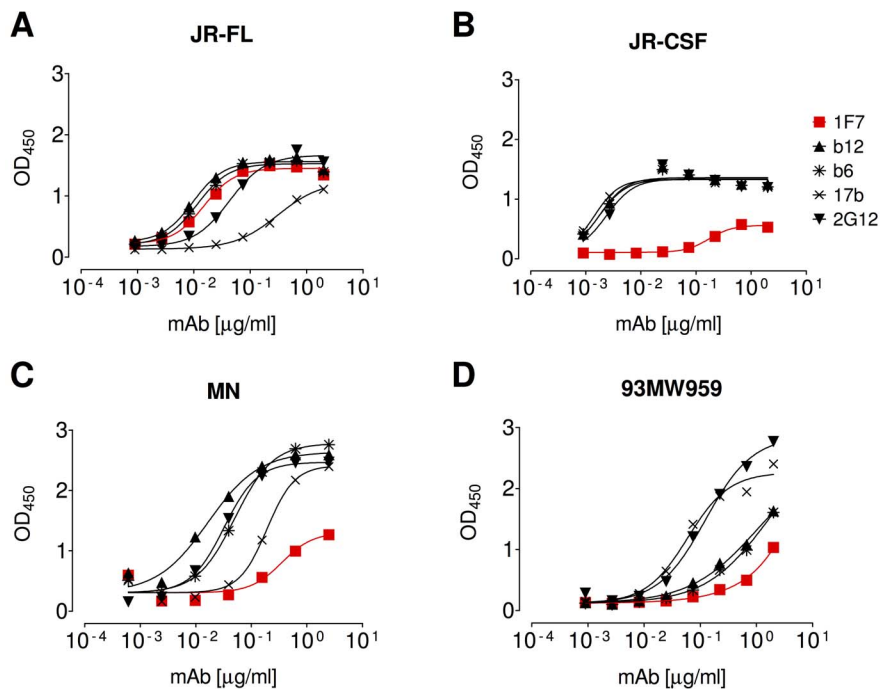 A
JR-FL
3
2
1
0
OD450
10-4 10-3 10-2 10-1 100 101
mAb [μg/ml]
B
JR-CSF
3
2
1
0
OD450
10-4 10-3 10-2 10-1 100 101
mAb [μg/ml]
1F7
b12
b6
17b
2G12
C
MN
3
2
1
0
OD450
10-4 10-3 10-2 10-1 100 101
mAb [μg/ml]
D
93MW959
3
2
1
0
OD450
10-4 10-3 10-2 10-1 100 101
mAb [μg/ml]